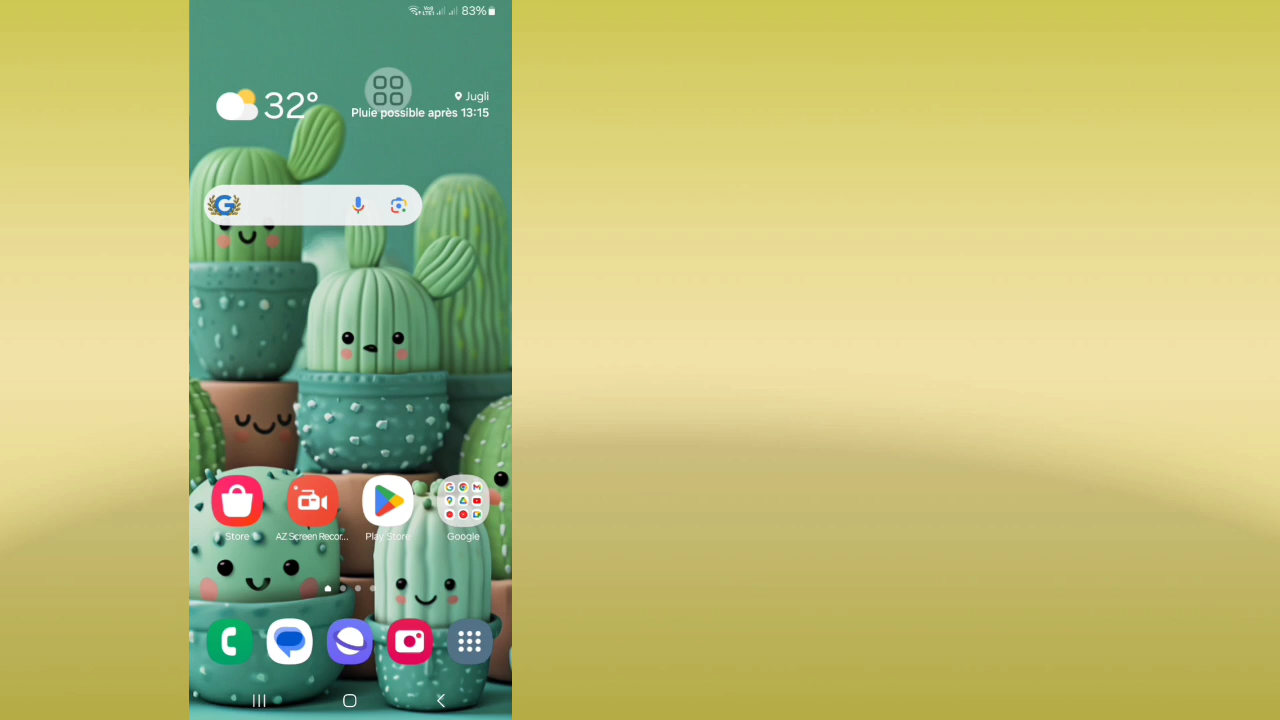 83%
32°
Jugli
Pluie possible après 13:15
Store
AZ Screen Recor...
Play Store
Google